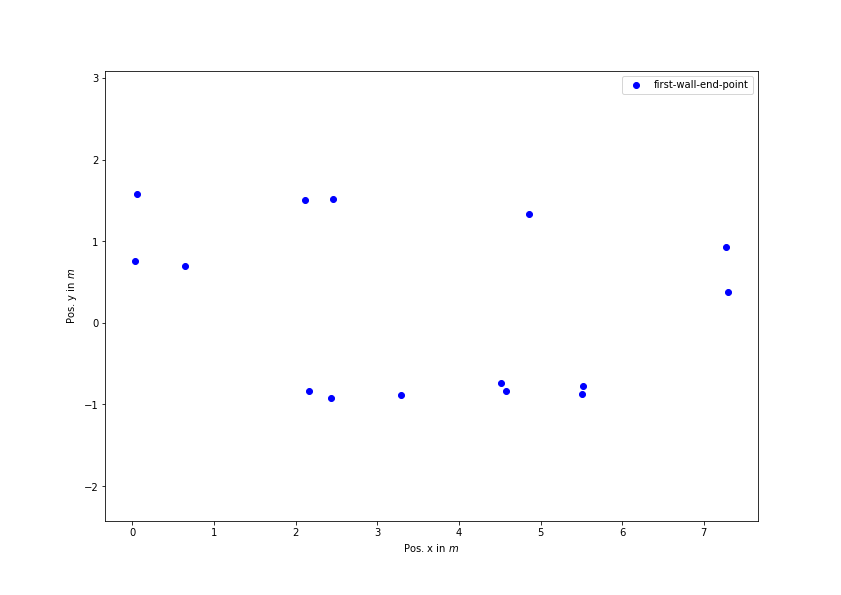 first-wall-end-point
3
2
1
0
−1
−2
Pos. y in m
0 1 2 3 4 5 6 7
Pos. x in m